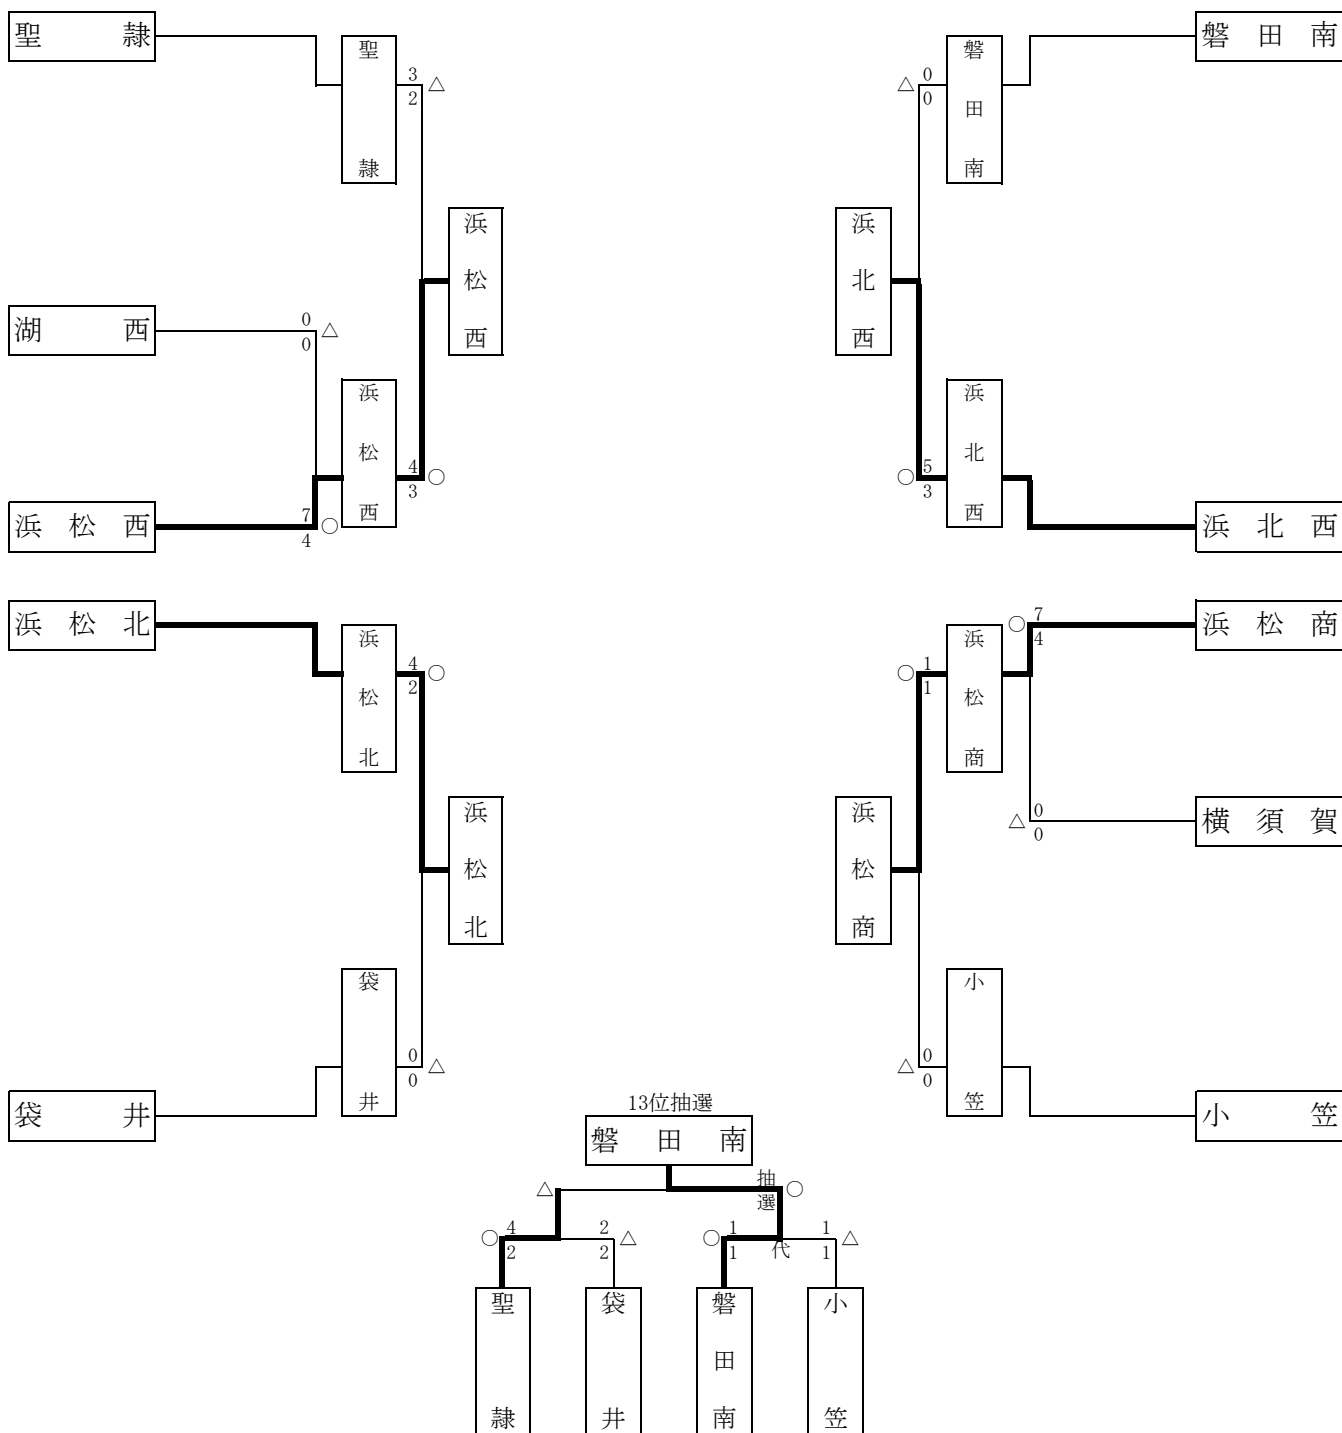 聖隷
聖隷
3
2
△
湖西
0
0
△
浜松西
浜松西
7
4
○
浜松西
4
3
○
浜松北
浜松北
4
2
○
浜松北
袋井
袋井
0
0
△
磐田南
磐田南
△
0
0
浜北西
浜北西
○
5
3
浜北西
浜松商
○
7
4
浜松商
○
1
1
浜松商
横須賀
△
0
0
小笠
△
0
0
小笠
13位抽選
磐田南
△
抽選
○
○
4
2
2
2
△
○
1
1
代
1
1
△
聖隷
袋井
磐田南
小笠